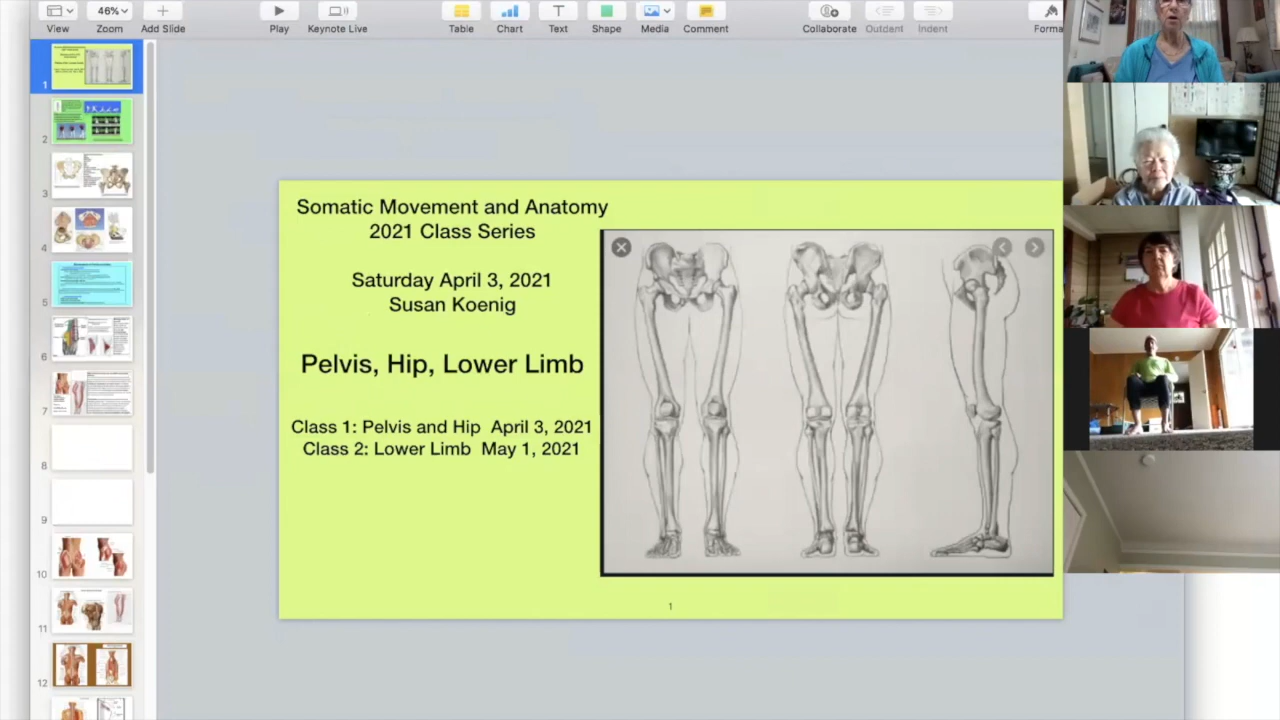 46%
View
Zoom
Add Slide
Play
Keynote Live
Table
Chart
Text
Shape
Media
Comment
Collaborate
Outdent
Indent
Forma
1
2
3
4
5
6
7
8
9
10
11
12
Somatic Movement and Anatomy
2021 Class Series
Saturday April 3, 2021
Susan Koenig
Pelvis, Hip, Lower Limb
Class 1: Pelvis and Hip April 3, 2021
Class 2: Lower Limb May 1, 2021
1